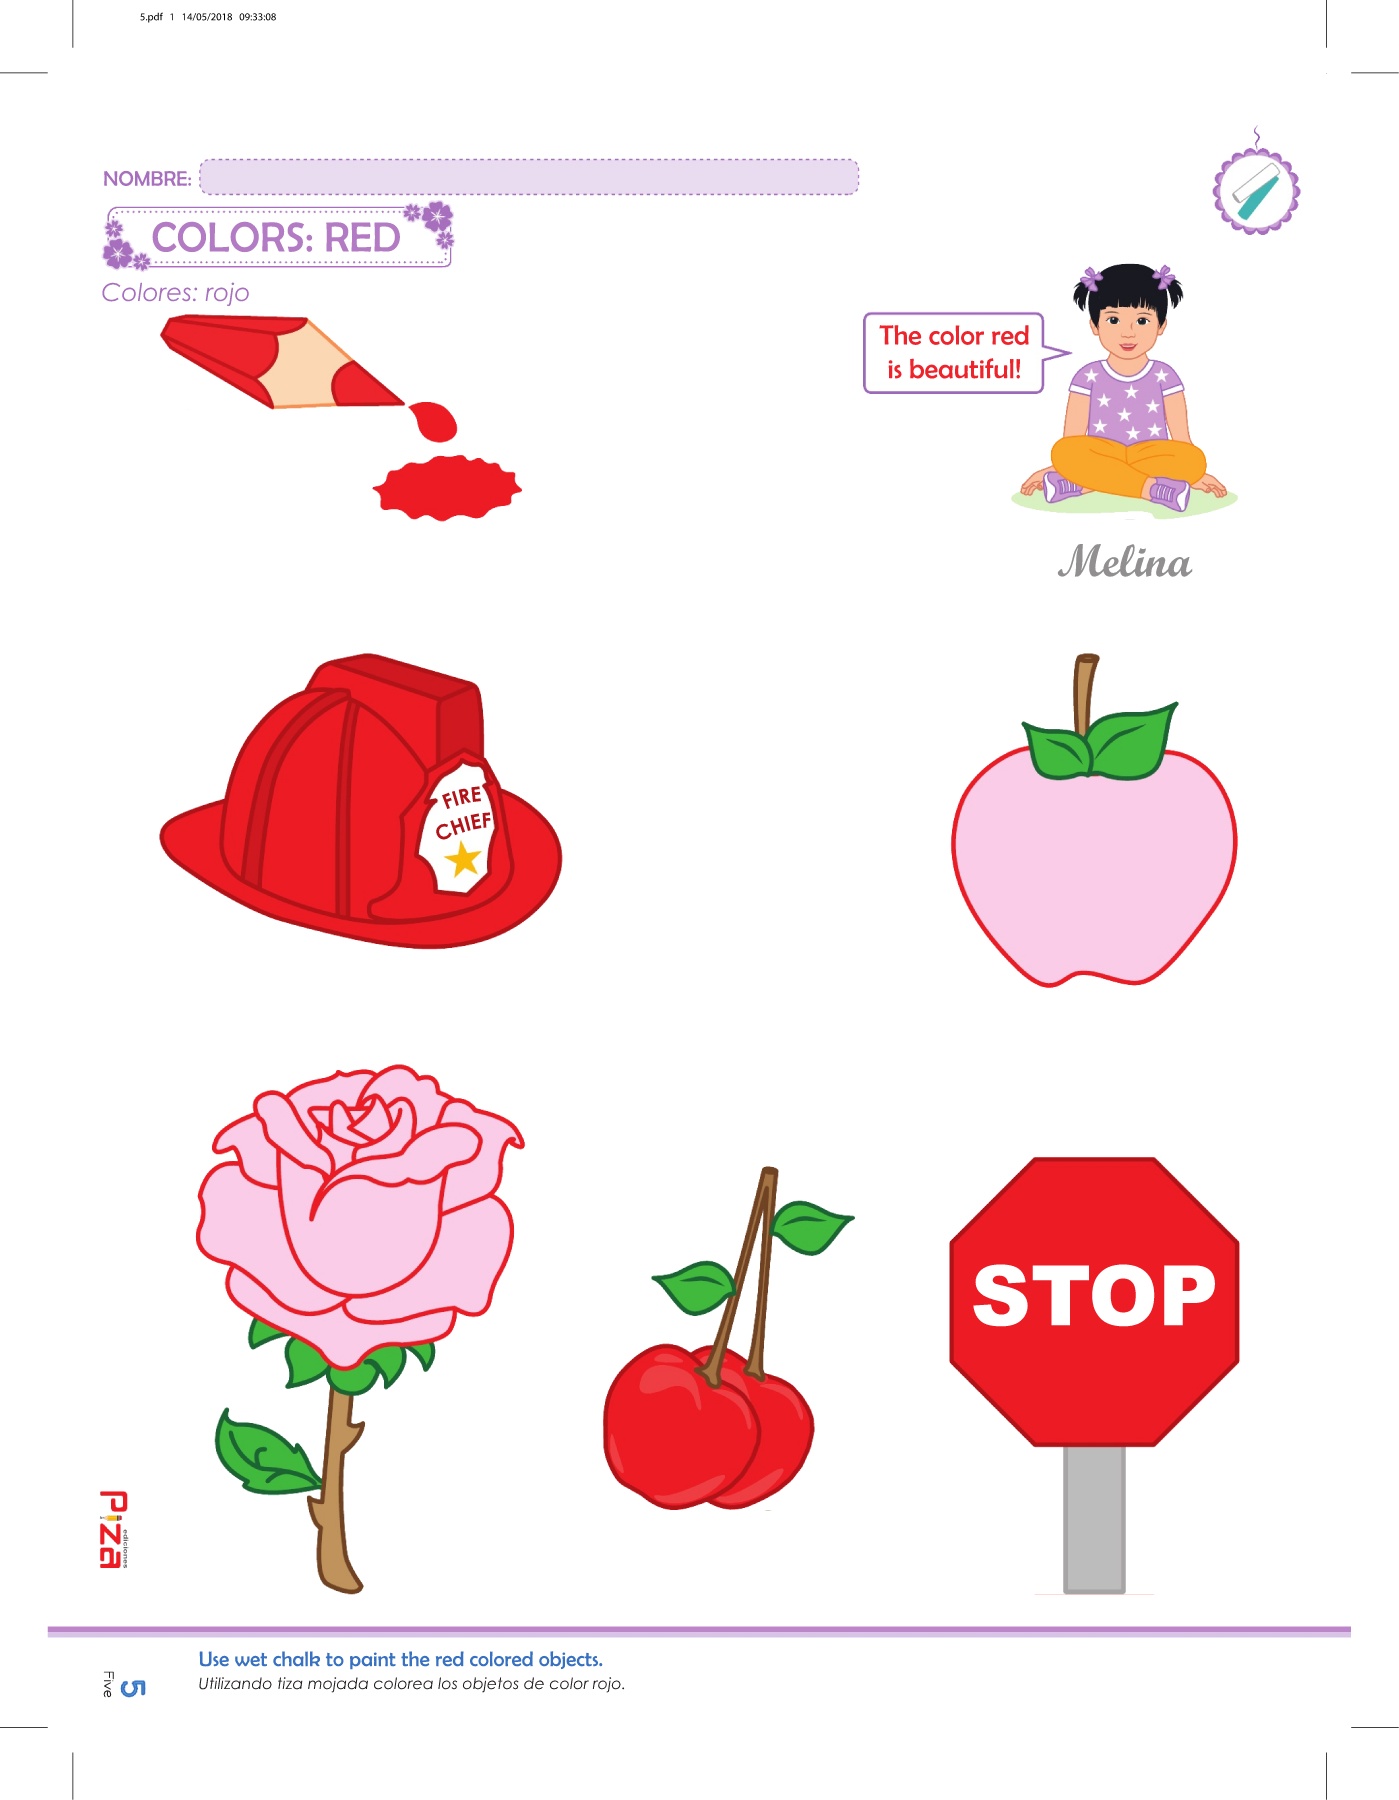 5.pdf 1 14/05/2018 09:33:08
NOMBRE:
COLORS: RED
Colores: rojo
The color red
is beautiful!
Melina
FIRE
CHIEF
STOP
Piza
ediciones
Use wet chalk to paint the red colored objects.
Utilizando tiza mojada colorea los objetos de color rojo.
5
Five